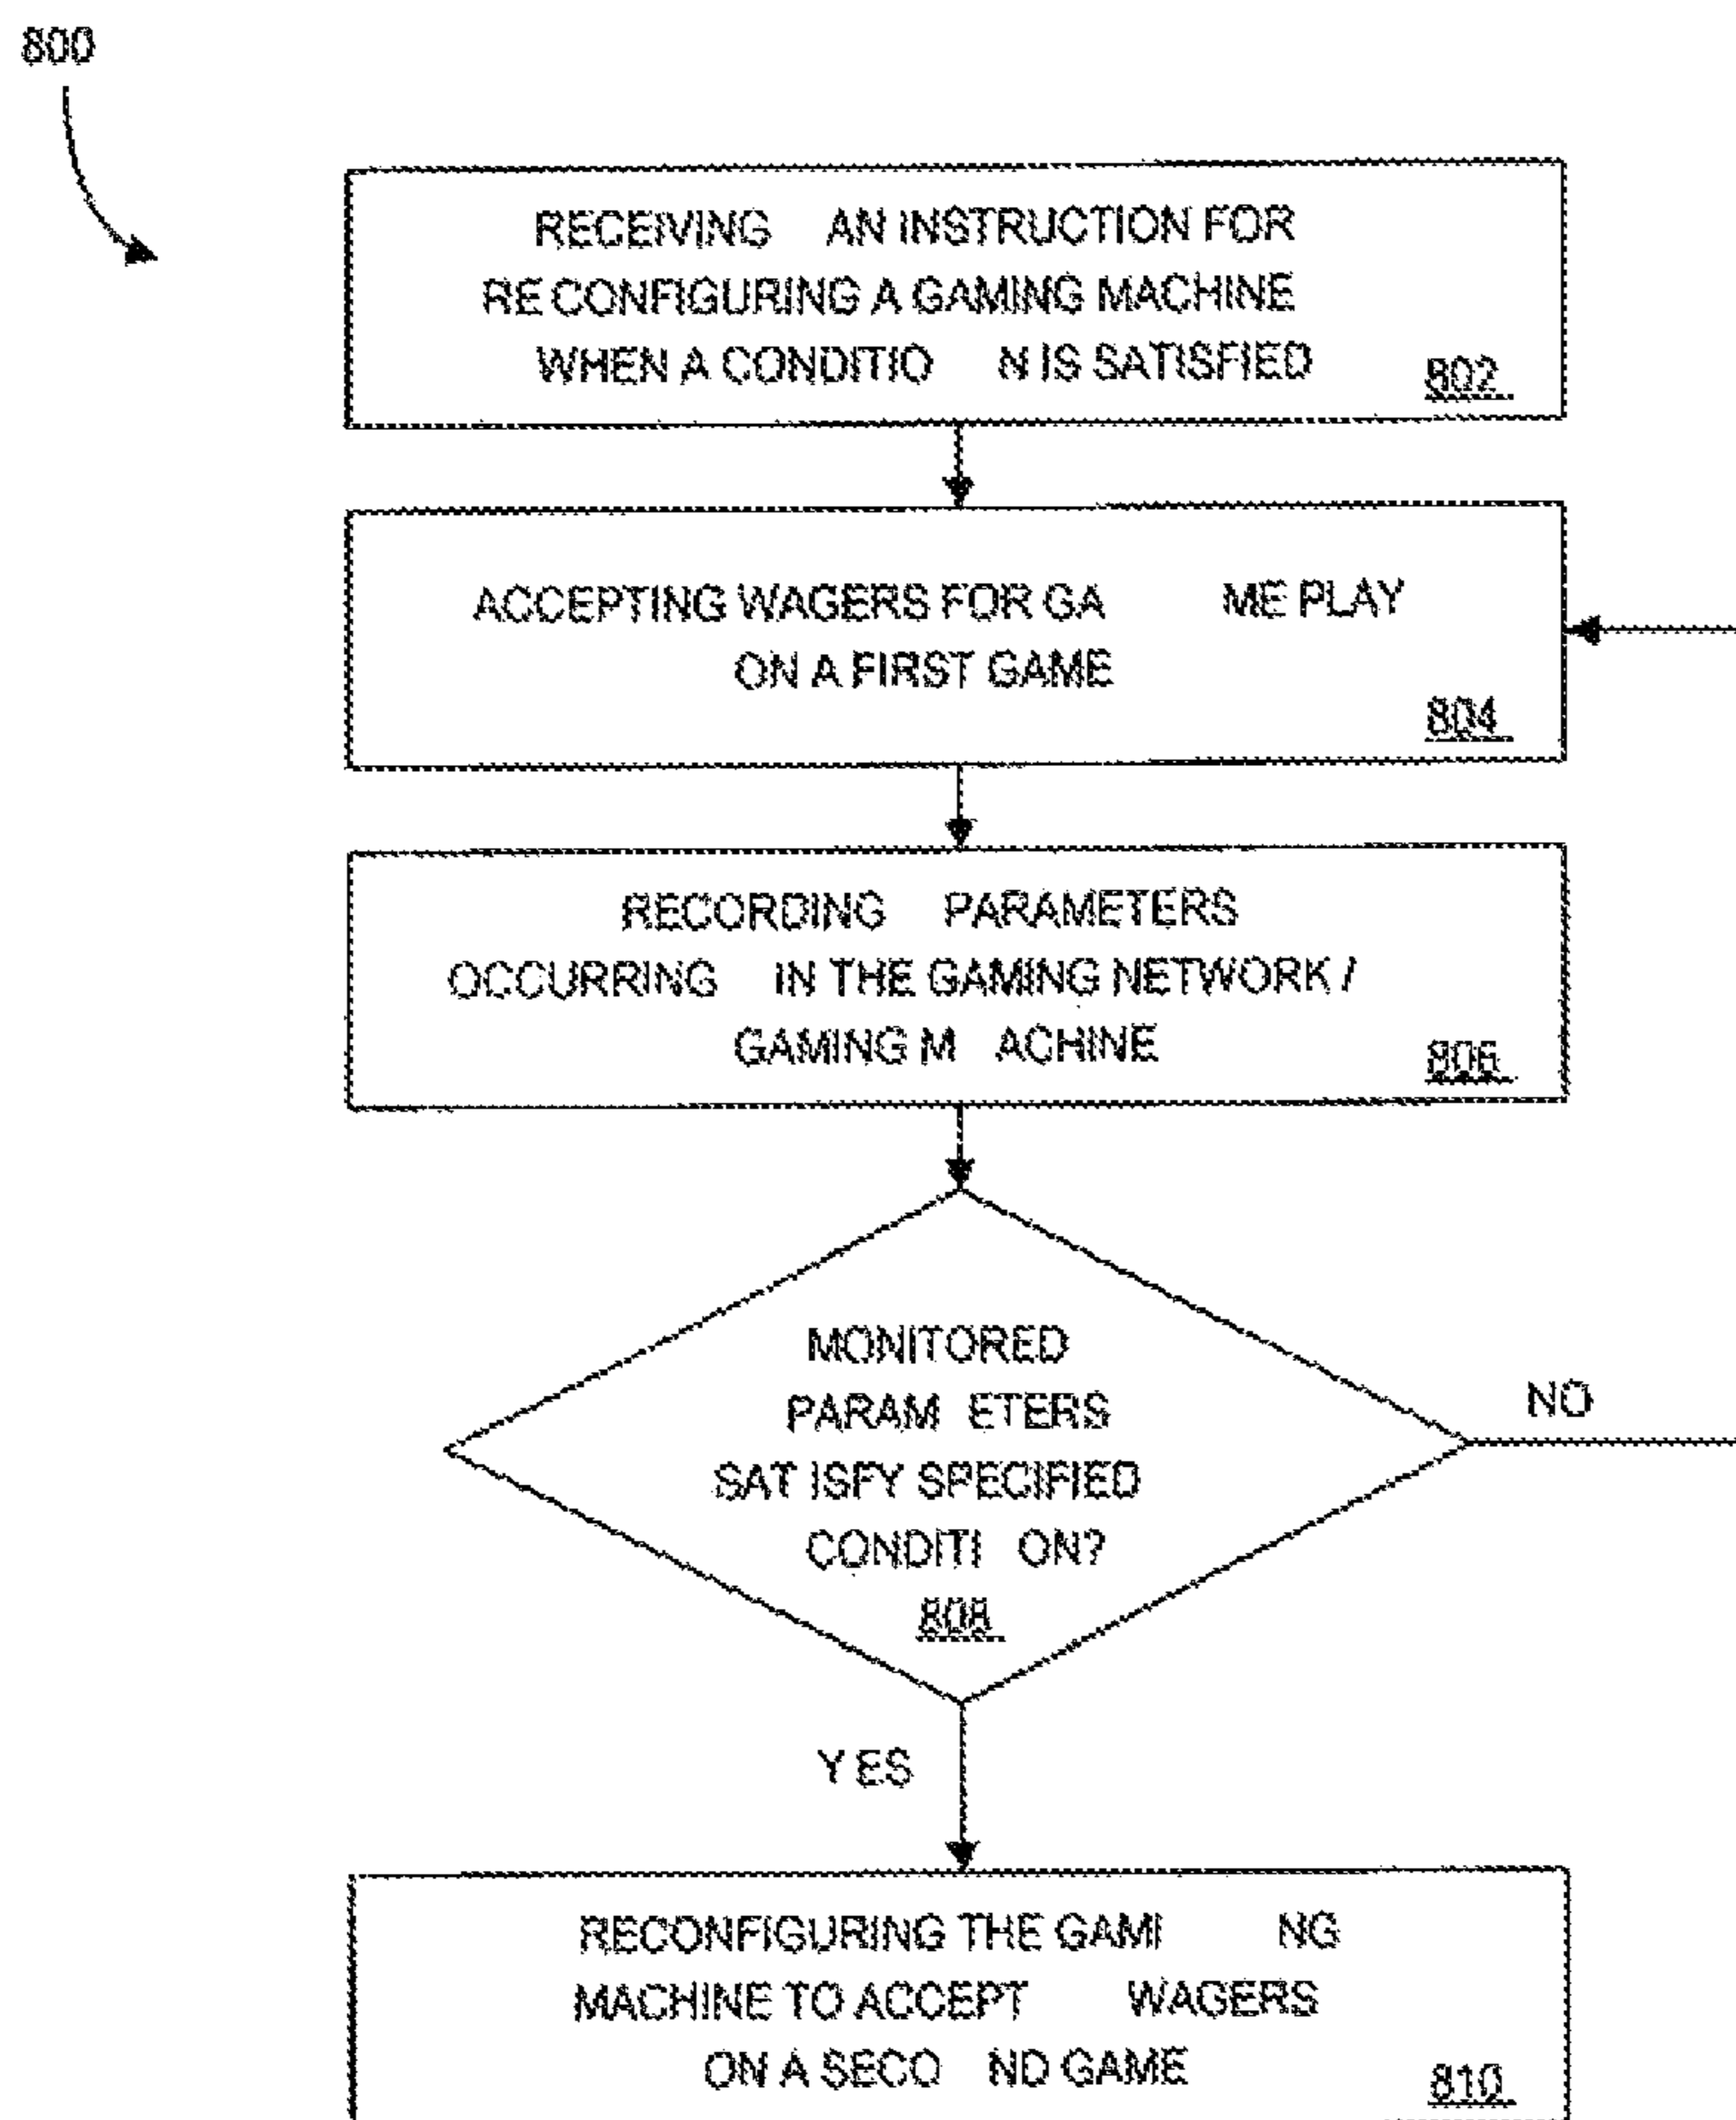 800
RECEIVING AN INSTRUCTION FOR
RE CONFIGURING A GAMING MACHINE
WHEN A CONDITIO N IS SATISFIED
802
ACCEPTING WAGERS FOR GA ME PLAY
ON A FIRST GAME
804
RECORDING PARAMETERS
OCCURRING IN THE GAMING NETWORK /
GAMING M ACHINE
806
MONITORED
PARAM ETERS
SAT ISFY SPECIFIED
CONDITI ON?
808
NO
YES
RECONFIGURING THE GAMI NG
MACHINE TO ACCEPT WAGERS
ON A SECO ND GAME
810